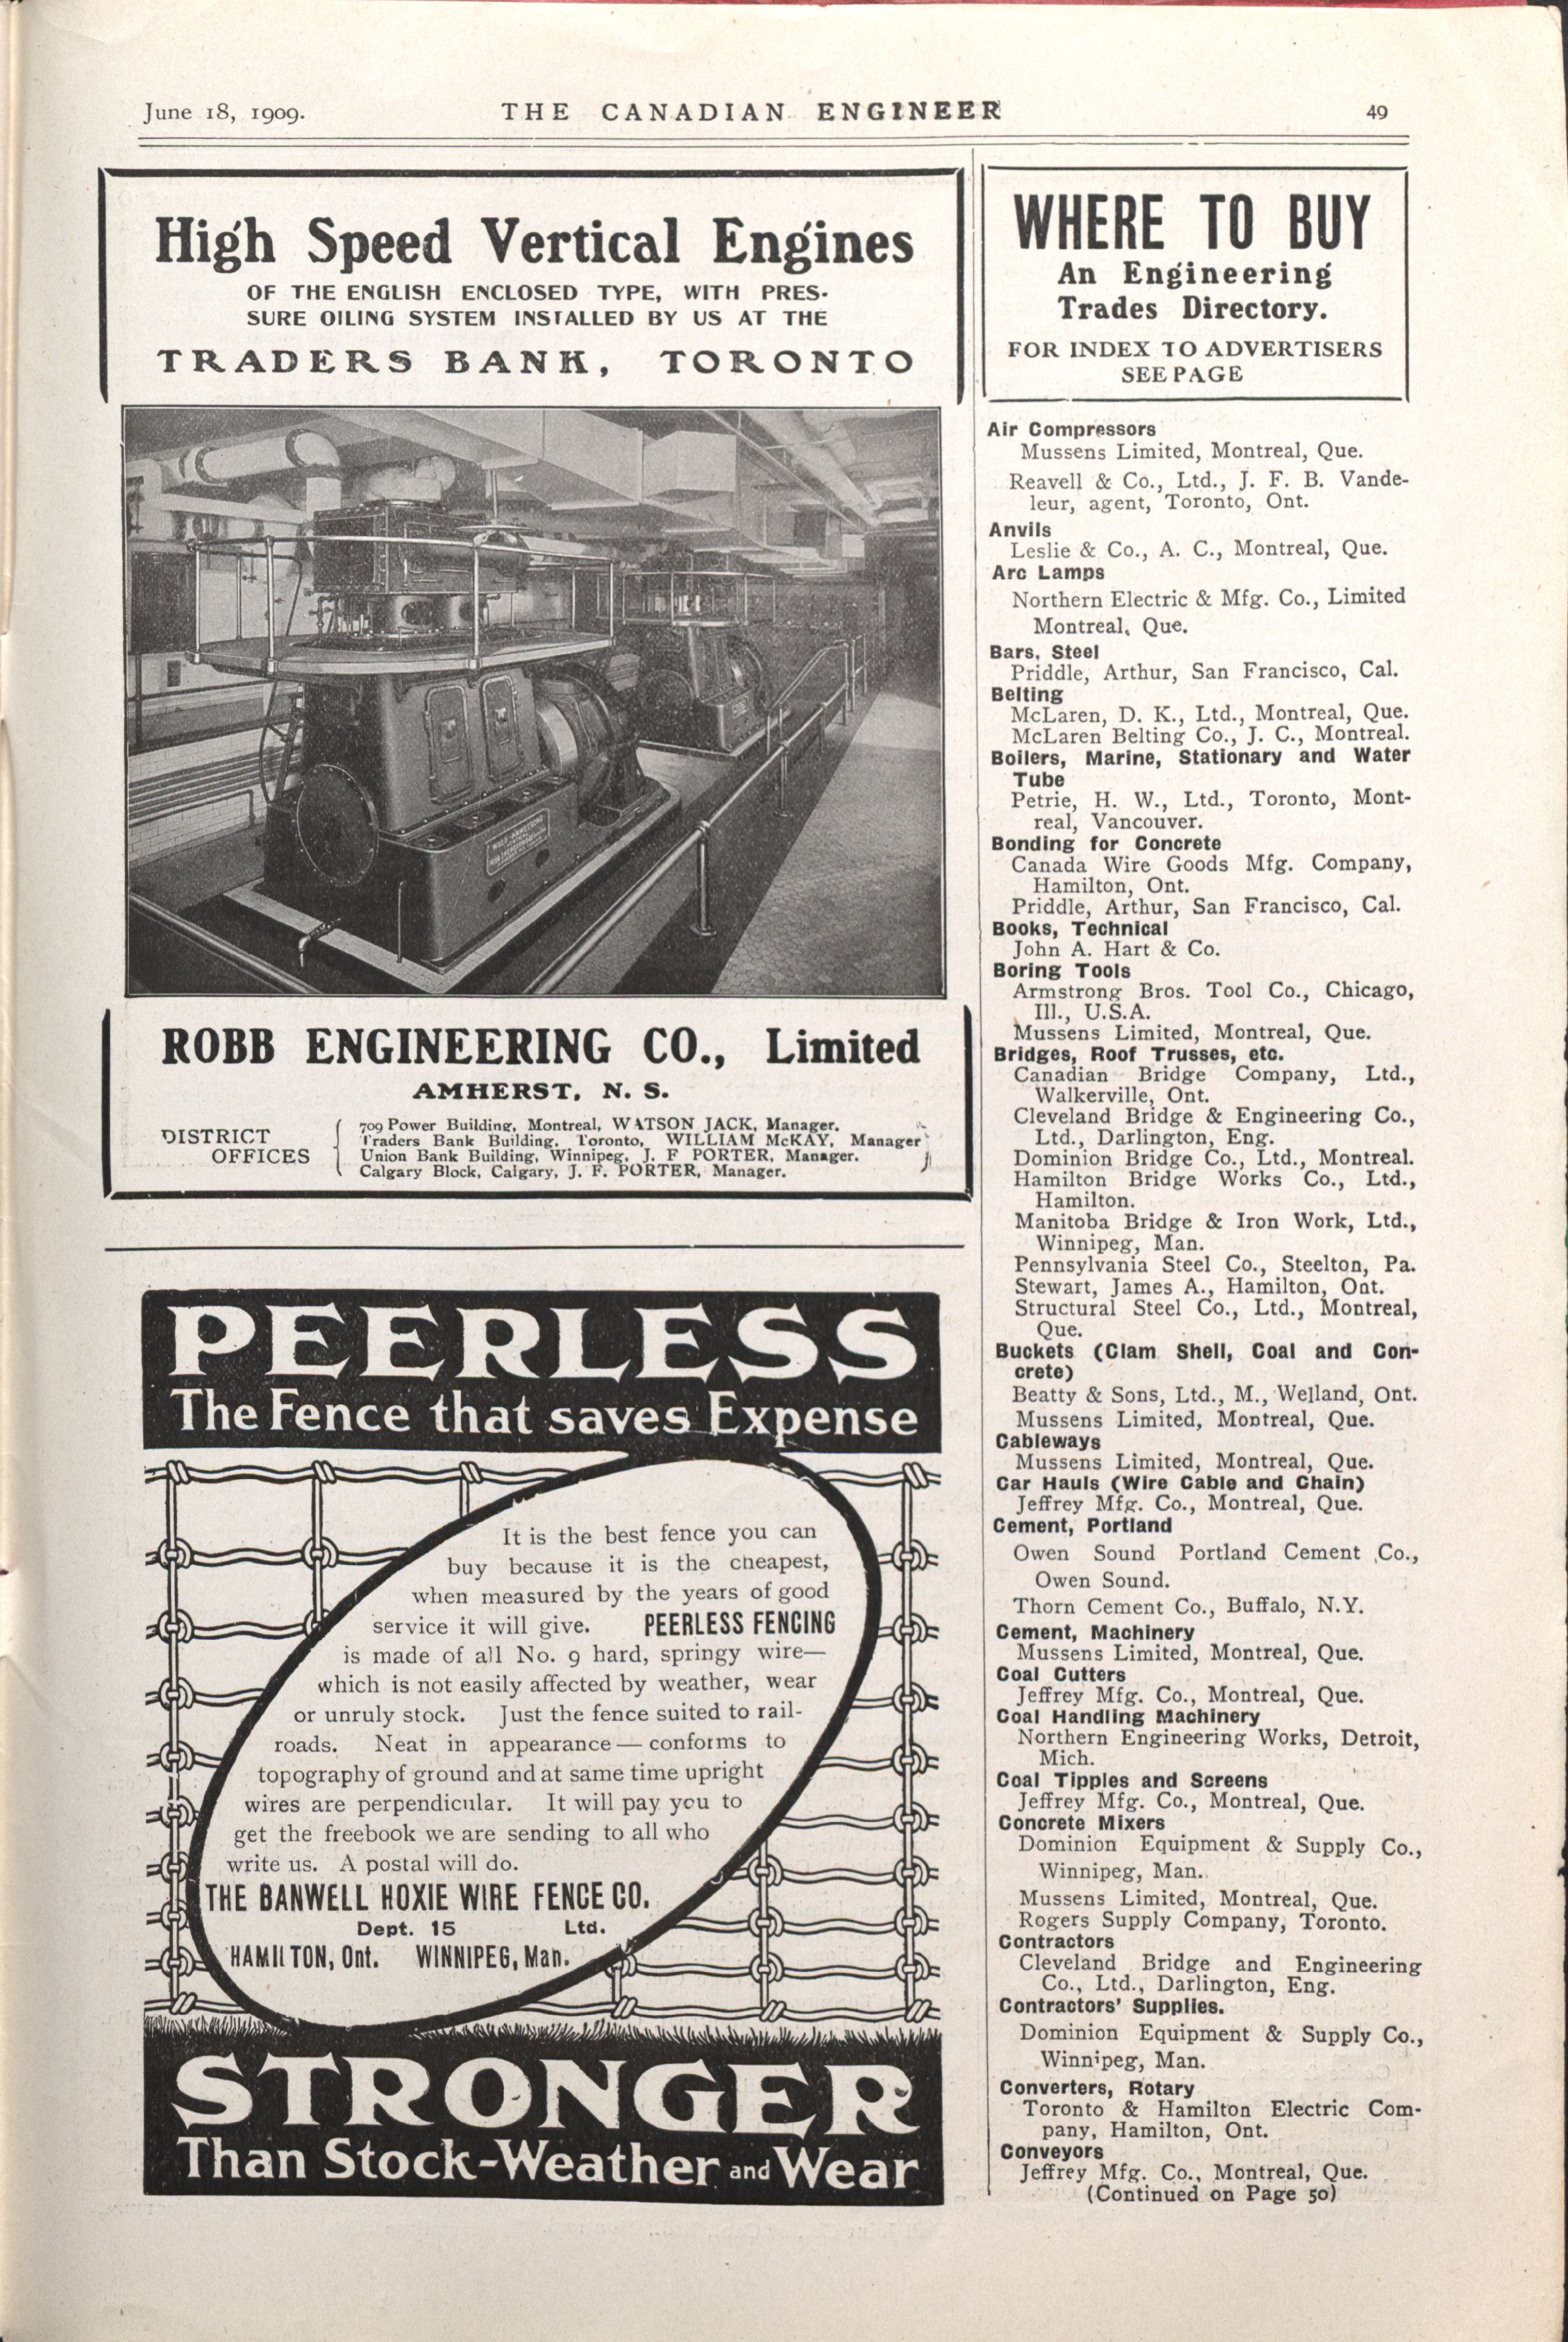 June 18, 1909.
THE CANADIAN ENGINEER
49
High Speed Vertical Engines
OF THE ENGLISH ENCLOSED TYPE, WITH PRES-
SURE OILING SYSTEM INSTALLED BY US AT THE
TRADERS BANK, TORONTO
ROBB ENGINEERING CO., Limited
AMHERST, N. S.
DISTRICT
OFFICES
709 Power Building, Montreal, WATSON JACK, Manager.
Traders Bank Building, Toronto, WILLIAM McKAY, Manager
Union Bank Building, Winnipeg, J. F PORTER, Manager.
Calgary Block, Calgary, J. F. PORTER, Manager.
PEERLESS
The Fence that saves Expense
It is the best fence you can
buy because it is the cheapest,
when measured by the years of good
service it will give. PEERLESS FENCING
is made of all No. 9 hard, springy wire—
which is not easily affected by weather, wear
or unruly stock. Just the fence suited to rail-
roads. Neat in appearance — conforms to
topography of ground and at same time upright
wires are perpendicular. It will pay you to
get the freebook we are sending to all who
write us. A postal will do.
THE BANWELL HOXIE WIRE FENCE CO.
Dept. 15 Ltd.
HAMILTON, Ont. WINNIPEG, Man.
STRONGER
Than Stock-Weather and Wear
WHERE TO BUY
An Engineering
Trades Directory.
FOR INDEX TO ADVERTISERS
SEE PAGE
Air Compressors
Mussens Limited, Montreal, Que.
Reavell & Co., Ltd., J. F. B. Vande-
leur, agent, Toronto, Ont.
Anvils
Leslie & Co., A. C., Montreal, Que.
Arc Lamps
Northern Electric & Mfg. Co., Limited
Montreal, Que.
Bars, Steel
Priddle, Arthur, San Francisco, Cal.
Belting
McLaren, D. K., Ltd., Montreal, Que.
McLaren Belting Co., J. C., Montreal.
Boilers, Marine, Stationary and Water
Tube
Petrie, H. W., Ltd., Toronto, Mont-
real, Vancouver.
Bonding for Concrete
Canada Wire Goods Mfg. Company,
Hamilton, Ont.
Priddle, Arthur, San Francisco, Cal.
Books, Technical
John A. Hart & Co.
Boring Tools
Armstrong Bros. Tool Co., Chicago,
Ill., U.S.A.
Mussens Limited, Montreal, Que.
Bridges, Roof Trusses, etc.
Canadian Bridge Company, Ltd.,
Walkerville, Ont.
Cleveland Bridge & Engineering Co.,
Ltd., Darlington, Eng.
Dominion Bridge Co., Ltd., Montreal.
Hamilton Bridge Works Co., Ltd.,
Hamilton.
Manitoba Bridge & Iron Work, Ltd.,
Winnipeg, Man.
Pennsylvania Steel Co., Steelton, Pa.
Stewart, James A., Hamilton, Ont.
Structural Steel Co., Ltd., Montreal,
Que.
Buckets (Clam Shell, Coal and Con-
crete)
Beatty & Sons, Ltd., M., Welland, Ont.
Mussens Limited, Montreal, Que.
Cableways
Mussens Limited, Montreal, Que.
Car Hauls (Wire Cable and Chain)
Jeffrey Mfg. Co., Montreal, Que.
Cement, Portland
Owen Sound Portland Cement Co.,
Owen Sound.
Thorn Cement Co., Buffalo, N.Y.
Cement, Machinery
Mussens Limited, Montreal, Que.
Coal Cutters
Jeffrey Mfg. Co., Montreal, Que.
Coal Handling Machinery
Northern Engineering Works, Detroit,
Mich.
Coal Tipples and Screens
Jeffrey Mfg. Co., Montreal, Que.
Concrete Mixers
Dominion Equipment & Supply Co.,
Winnipeg, Man.
Mussens Limited, Montreal, Que.
Rogers Supply Company, Toronto.
Contractors
Cleveland Bridge and Engineering
Co., Ltd., Darlington, Eng.
Contractors' Supplies.
Dominion Equipment & Supply Co.,
Winnipeg, Man.
Converters, Rotary
Toronto & Hamilton Electric Com-
pany, Hamilton, Ont.
Conveyors
Jeffrey Mfg. Co., Montreal, Que.
(Continued on Page 50)